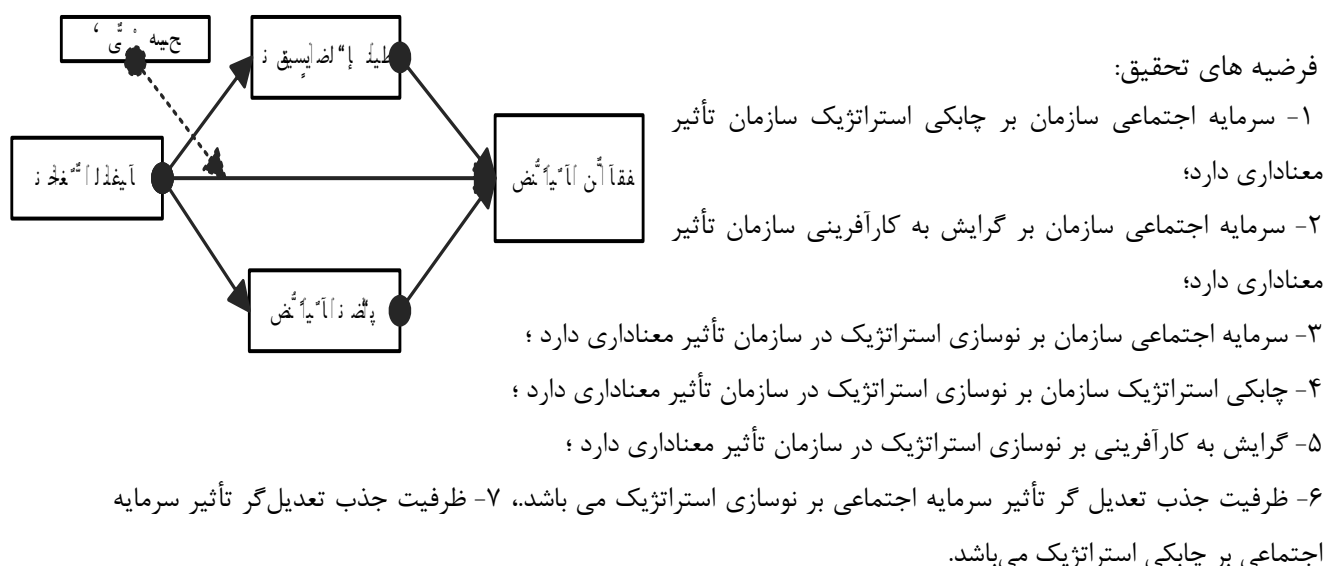 فرضیه های تحقیق:
۱- سرمایه اجتماعی سازمان بر چابکی استراتژیک سازمان تأثیر
معناداری دارد؛
۲- سرمایه اجتماعی سازمان بر گرایش به کارآفرینی سازمان تأثیر
معناداری دارد؛
۳- سرمایه اجتماعی سازمان بر نوسازی استراتژیک در سازمان تأثیر معناداری دارد ؛
۴- چابکی استراتژیک سازمان بر نوسازی استراتژیک در سازمان تأثیر معناداری دارد ؛
۵- گرایش به کارآفرینی بر نوسازی استراتژیک در سازمان تأثیر معناداری دارد ؛
۶- ظرفیت جذب تعدیل گر تأثیر سرمایه اجتماعی بر نوسازی استراتژیک می باشد.، ۷- ظرفیت جذب تعدیل‌گر تأثیر سرمایه
اجتماعی بر چابکی استراتژیک می‌باشد.